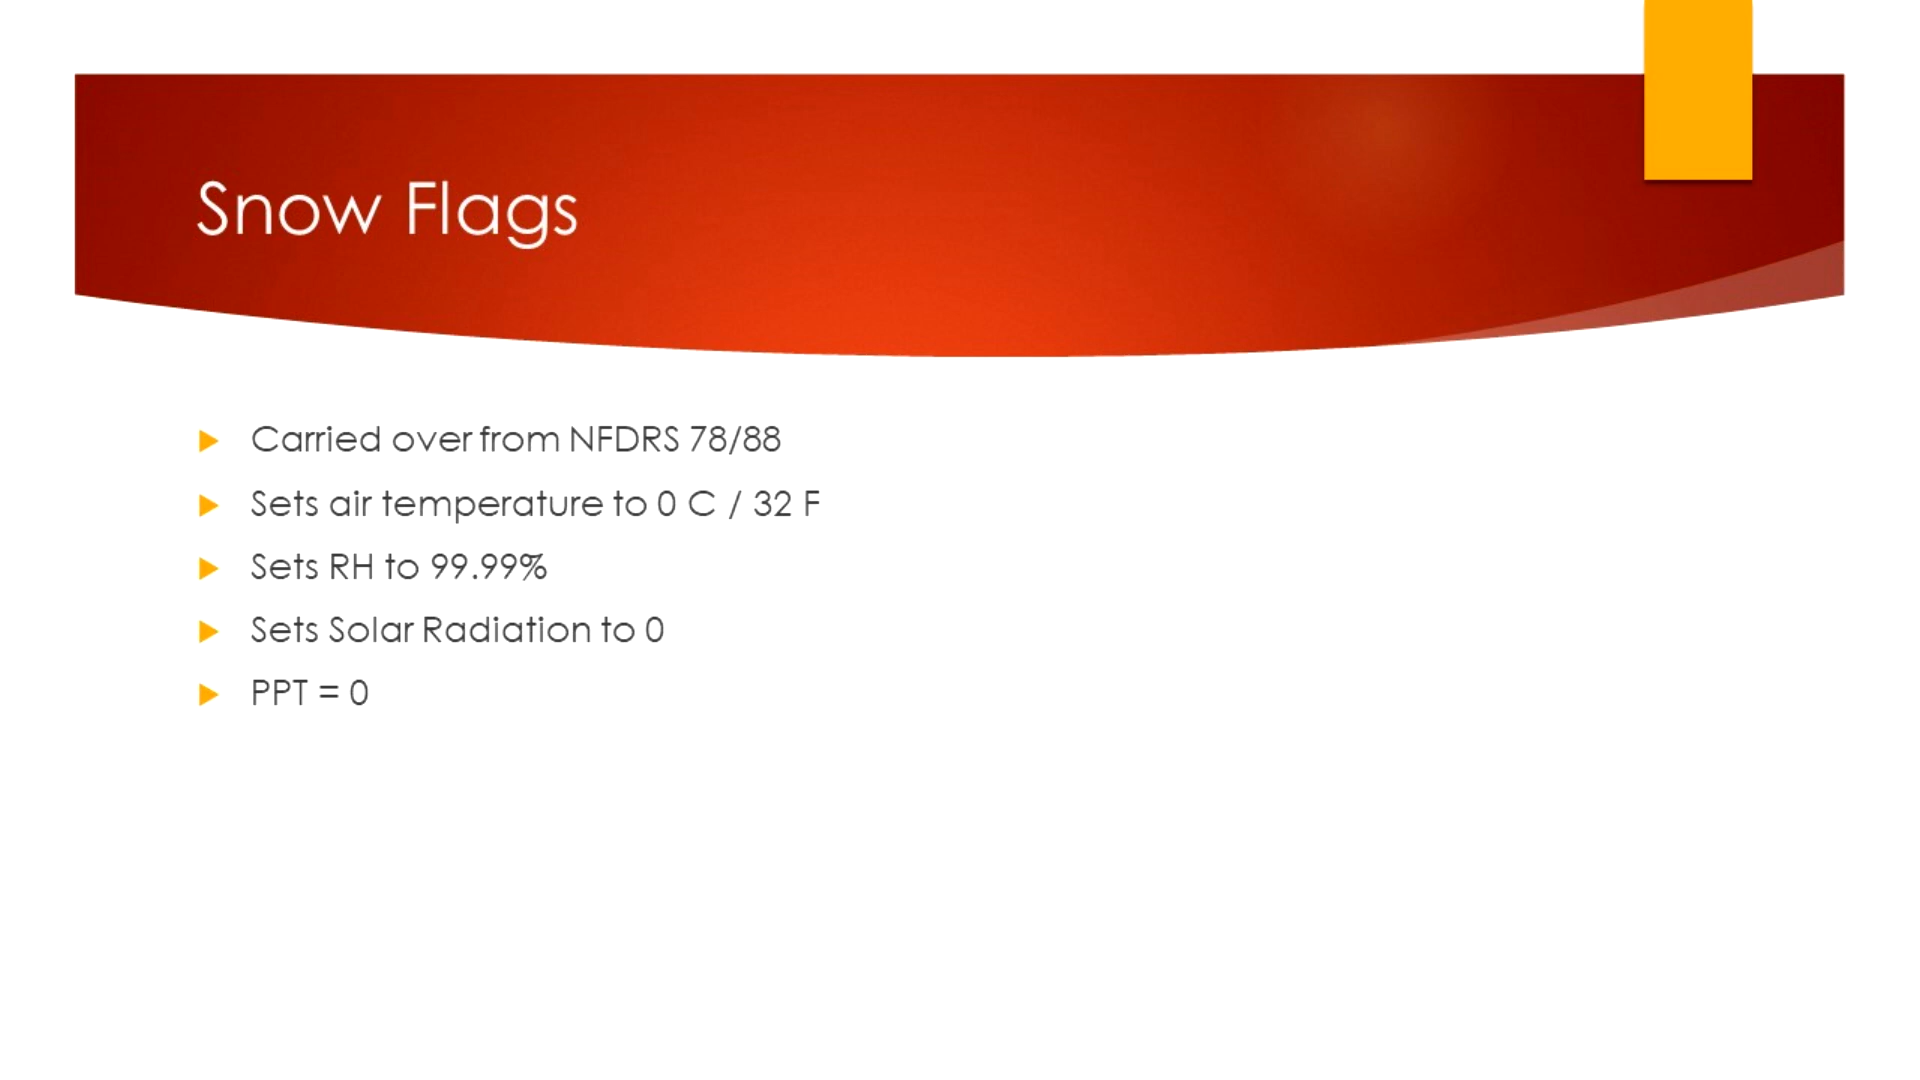 Snow Flags
Carried over from NFDRS 78/88
Sets air temperature to 0 C / 32 F
Sets RH to 99.99%
Sets Solar Radiation to 0
PPT = 0